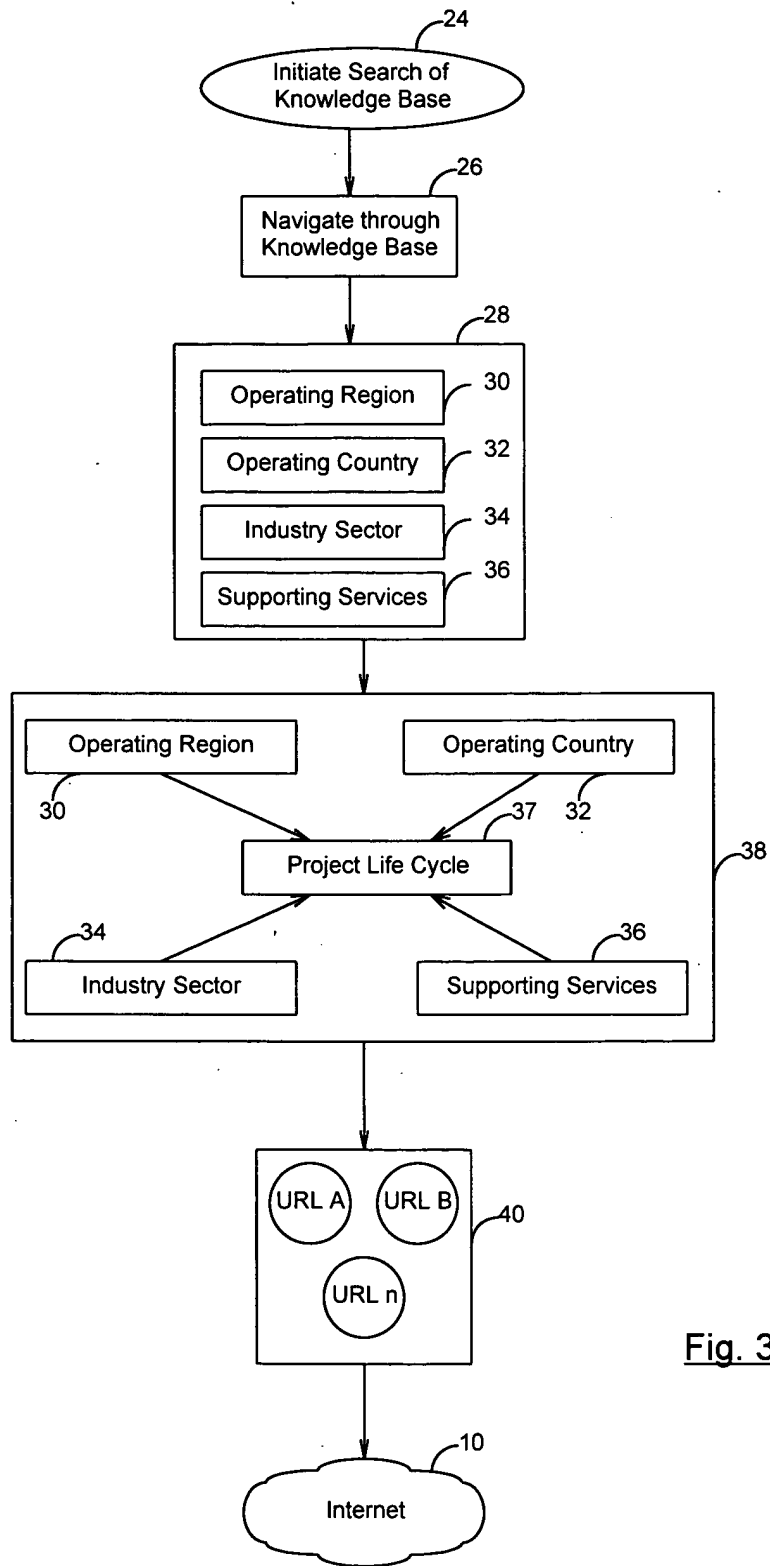 24
Initiate Search of
Knowledge Base
26
Navigate through
Knowledge Base
28
Operating Region
30
Operating Country
32
Industry Sector
34
Supporting Services
36
Operating Region
30
Operating Country
32
37
Project Life Cycle
38
34
Industry Sector
36
Supporting Services
URL A
URL B
40
URL n
Fig. 3
10
Internet